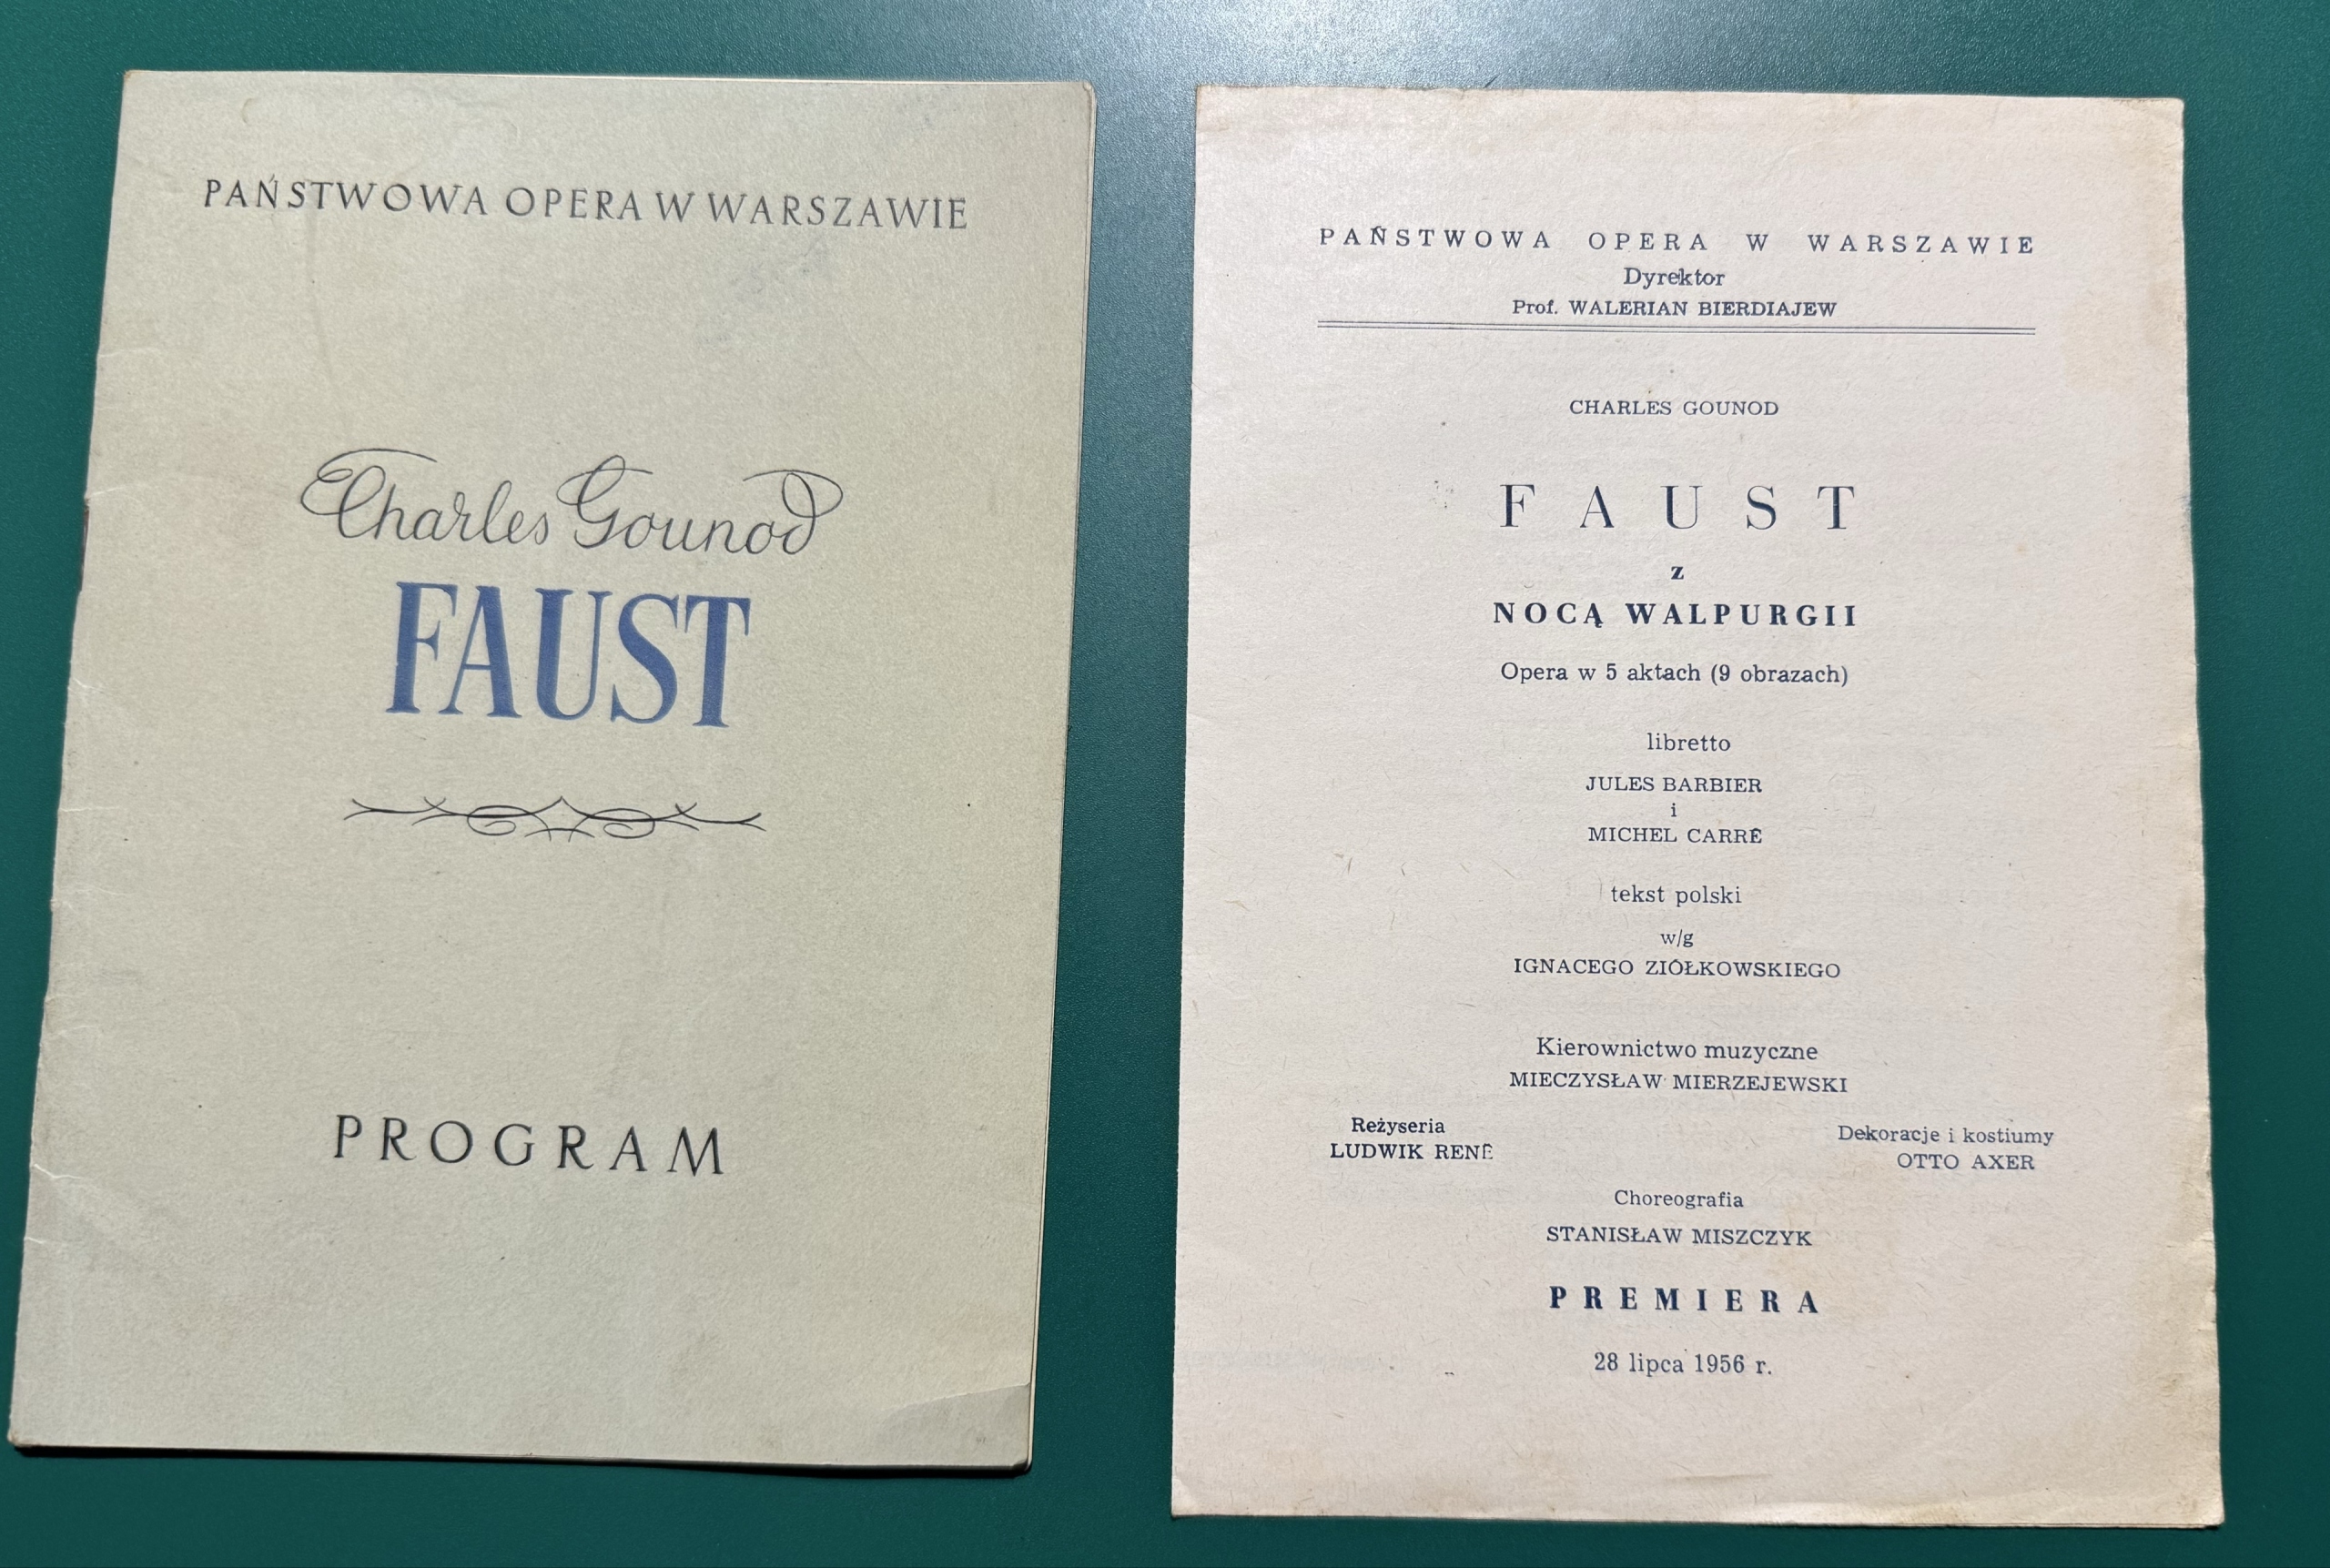 PAŃSTWOWA OPERA W WARSZAWIE
Charles Gounod
FAUST
PROGRAM
PAŃSTWOWA OPERA W WARSZAWIE
Dyrektor
Prof. WALERIAN BIERDIAJEW
CHARLES GOUNOD
FAUST
z
NOCĄ WALPURGII
Opera w 5 aktach (9 obrazach)
libretto
JULES BARBIER
i
MICHEL CARRÉ
tekst polski
w/g
IGNACEGO ZIÓŁKOWSKIEGO
Kierownictwo muzyczne
MIECZYSŁAW MIERZEJEWSKI
Reżyseria
LUDWIK RENÉ
Dekoracje i kostiumy
OTTO AXER
Choreografia
STANISŁAW MISZCZYK
PREMIERA
28 lipca 1956 r.